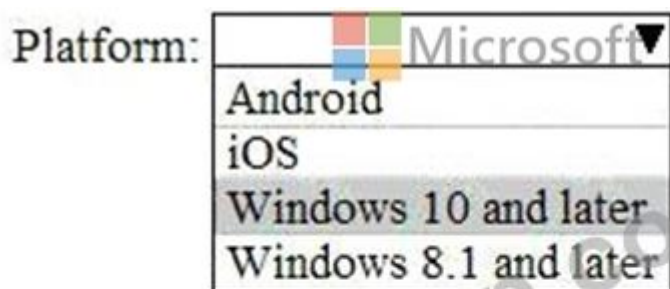 Platform: Microsoft
Android
iOS
Windows 10 and later
Windows 8.1 and later